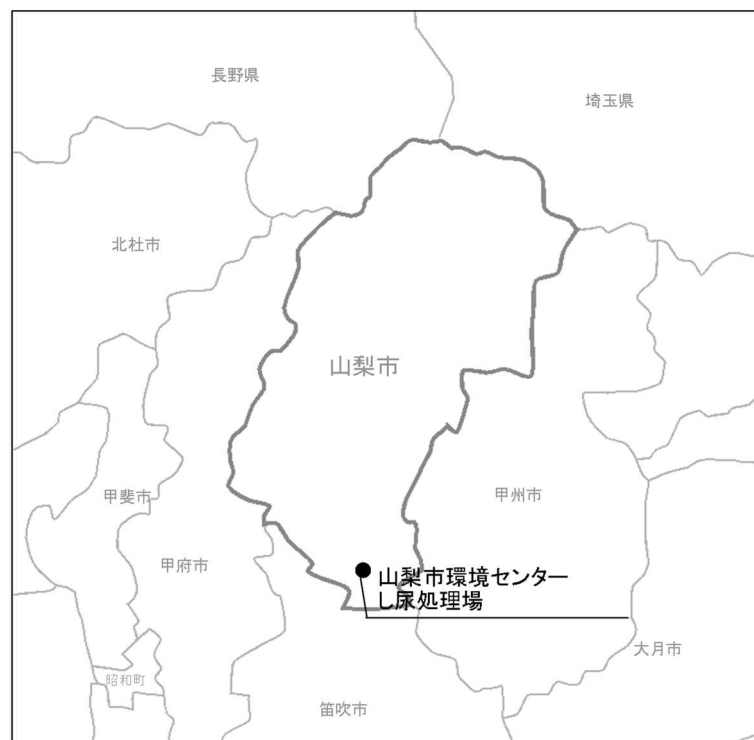 長野県
埼玉県
北杜市
山梨市
甲斐市
甲州市
甲府市
山梨市環境センター
し尿処理場
大月市
昭和町
笛吹市